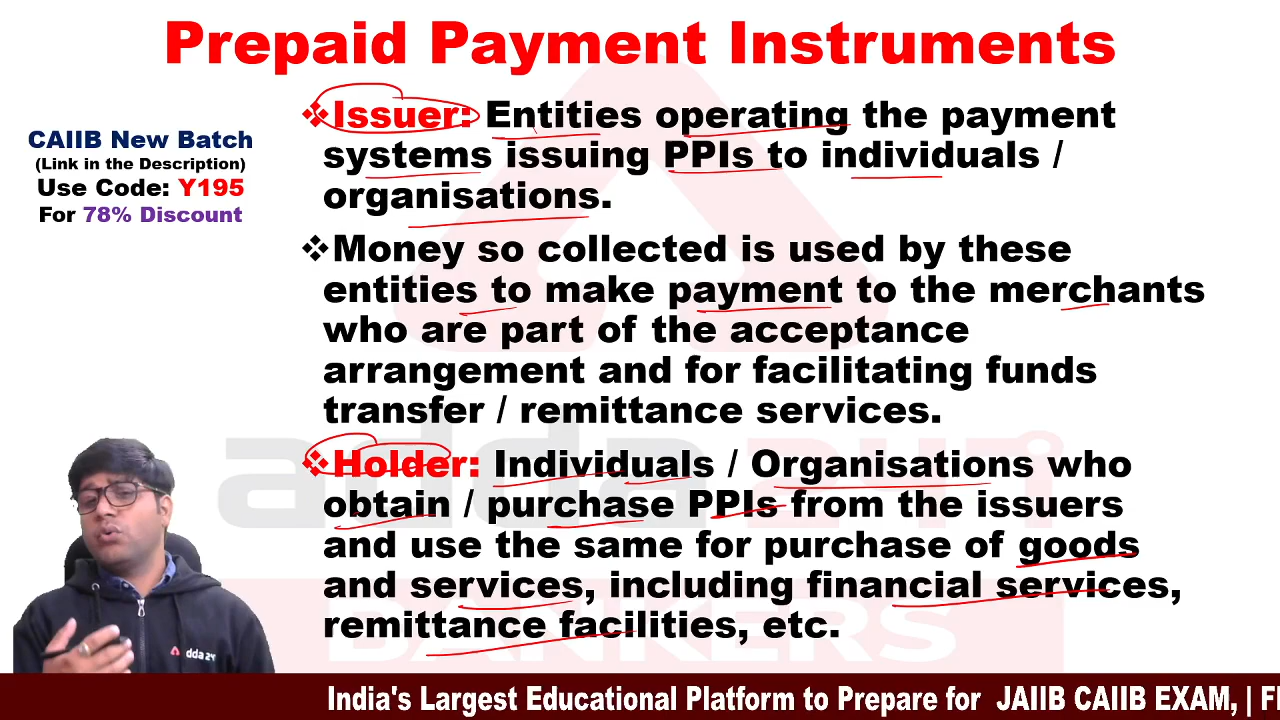 Prepaid Payment Instruments
CAIIB New Batch
(Link in the Description)
Use Code: Y195
For 78% Discount
❖Issuer: Entities operating the payment
systems issuing PPIs to individuals /
organisations.
❖Money so collected is used by these
entities to make payment to the merchants
who are part of the acceptance
arrangement and for facilitating funds
transfer / remittance services.
❖Holder: Individuals / Organisations who
obtain / purchase PPIs from the issuers
and use the same for purchase of goods
and services, including financial services,
remittance facilities, etc.
adda247
BANKERS
adda247
India's Largest Educational Platform to Prepare for JAIIB CAIIB EXAM, |